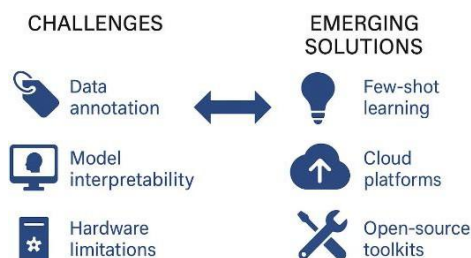 CHALLENGES
Data
annotation
Model
interpretability
Hardware
limitations
EMERGING
SOLUTIONS
Few-shot
learning
Cloud
platforms
Open-source
toolkits